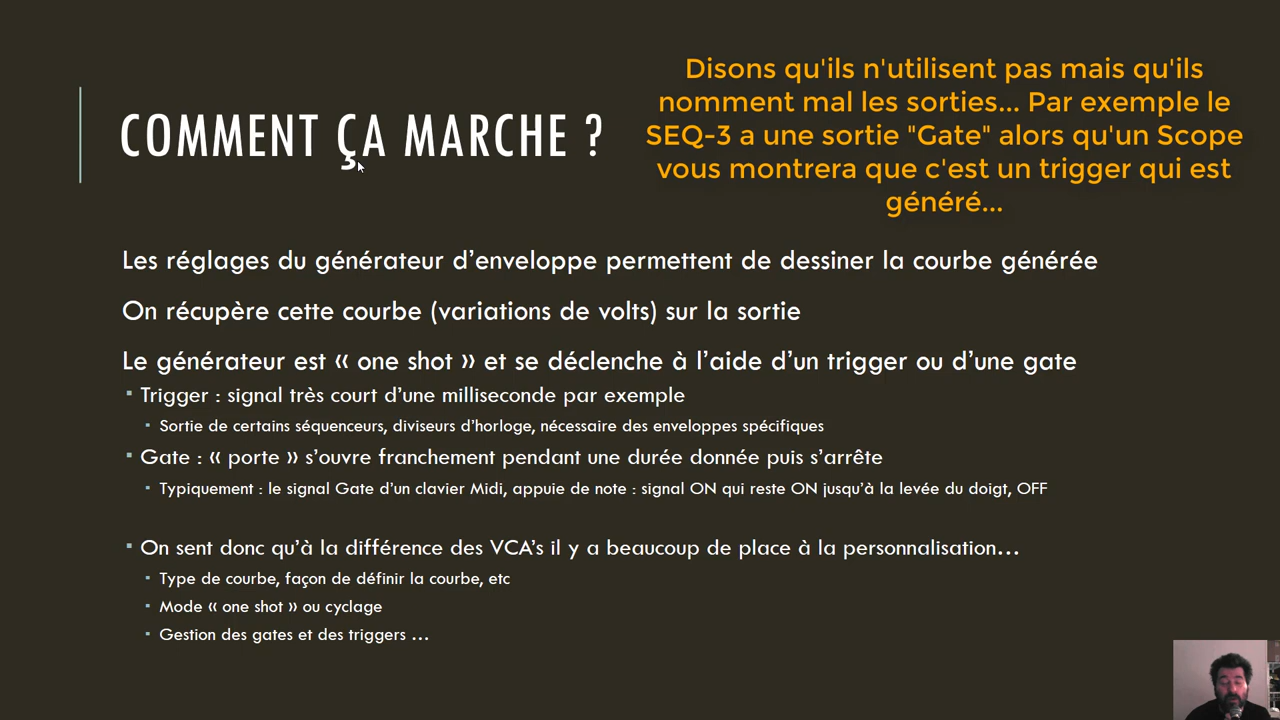 Disons qu'ils n'utilisent pas mais qu'ils
nomment mal les sorties... Par exemple le
SEQ-3 a une sortie "Gate" alors qu'un Scope
vous montrera que c'est un trigger qui est
généré...
COMMENT ÇA MARCHE ?
Les réglages du générateur d’enveloppe permettent de dessiner la courbe générée
On récupère cette courbe (variations de volts) sur la sortie
Le générateur est « one shot » et se déclenche à l’aide d’un trigger ou d’une gate
▪ Trigger : signal très court d’une milliseconde par exemple
▪ Sortie de certains séquenceurs, diviseurs d’horloge, nécessaire des enveloppes spécifiques
▪ Gate : « porte » s’ouvre franchement pendant une durée donnée puis s’arrête
▪ Typiquement : le signal Gate d’un clavier Midi, appuie de note : signal ON qui reste ON jusqu’à la levée du doigt, OFF
▪ On sent donc qu’à la différence des VCA’s il y a beaucoup de place à la personnalisation…
▪ Type de courbe, façon de définir la courbe, etc
▪ Mode « one shot » ou cyclage
▪ Gestion des gates et des triggers …